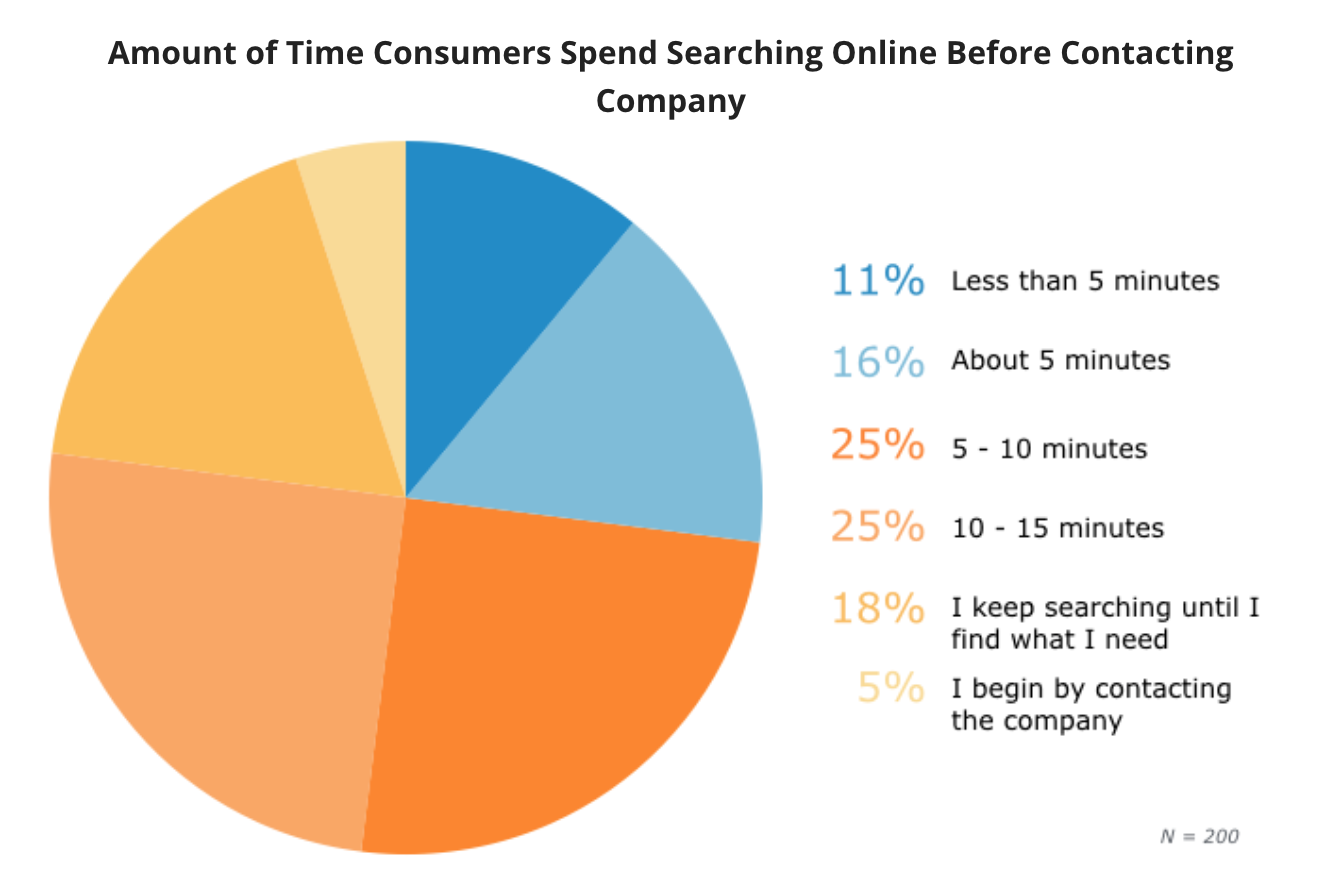 Amount of Time Consumers Spend Searching Online Before Contacting
Company
11% Less than 5 minutes
16% About 5 minutes
25% 5 - 10 minutes
25% 10 - 15 minutes
18% I keep searching until I
find what I need
5% I begin by contacting
the company
N = 200